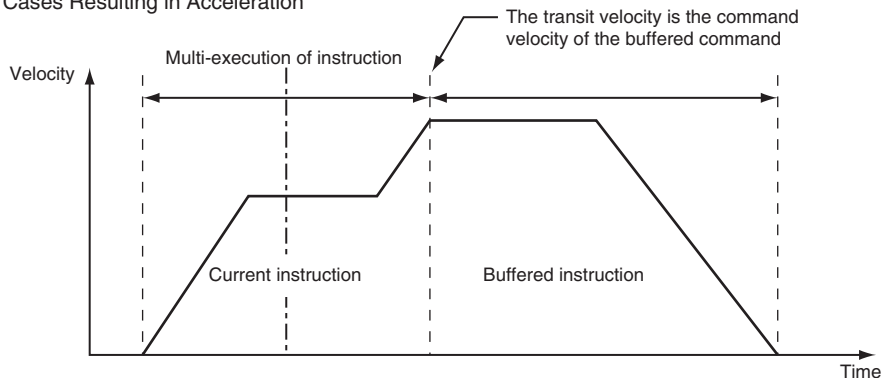 Cases Resulting in Acceleration
The transit velocity is the command
velocity of the buffered command
Multi-execution of instruction
Velocity
Current instruction
Buffered instruction
Time